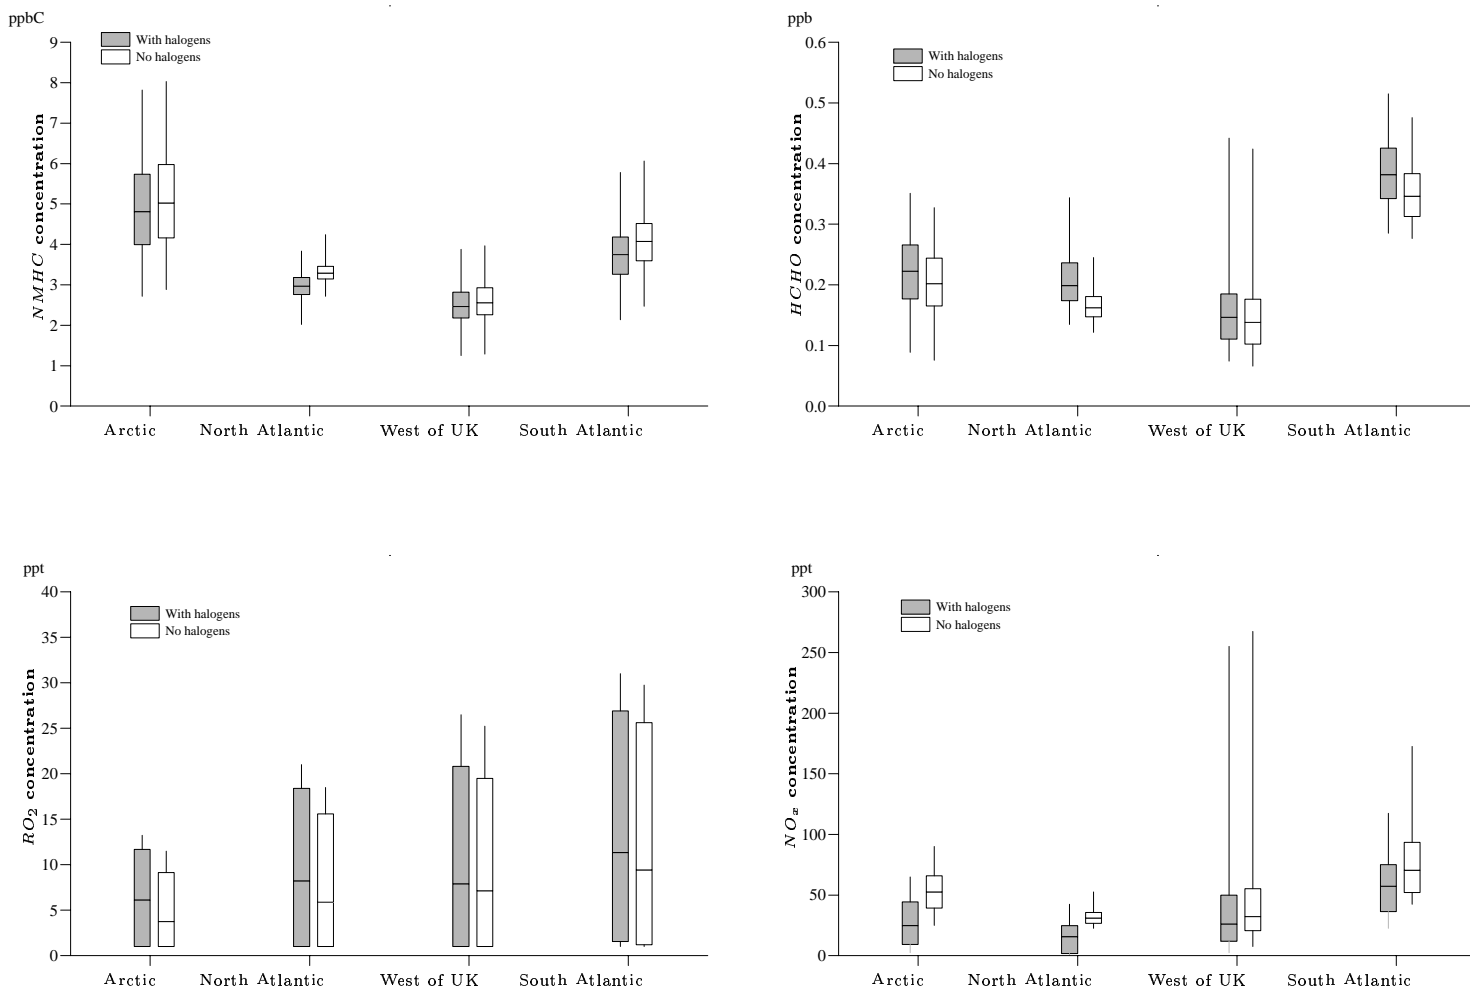 ppbC
With halogens
No halogens
9
8
7
6
5
4
3
2
1
0
NMHC concentration
Arctic North Atlantic West of UK South Atlantic
ppb
With halogens
No halogens
0.6
0.5
0.4
0.3
0.2
0.1
0.0
HCHO concentration
Arctic North Atlantic West of UK South Atlantic
ppt
With halogens
No halogens
40
35
30
25
20
15
10
5
0
RO₂ concentration
Arctic North Atlantic West of UK South Atlantic
ppt
With halogens
No halogens
300
250
200
150
100
50
0
NOₓ concentration
Arctic North Atlantic West of UK South Atlantic